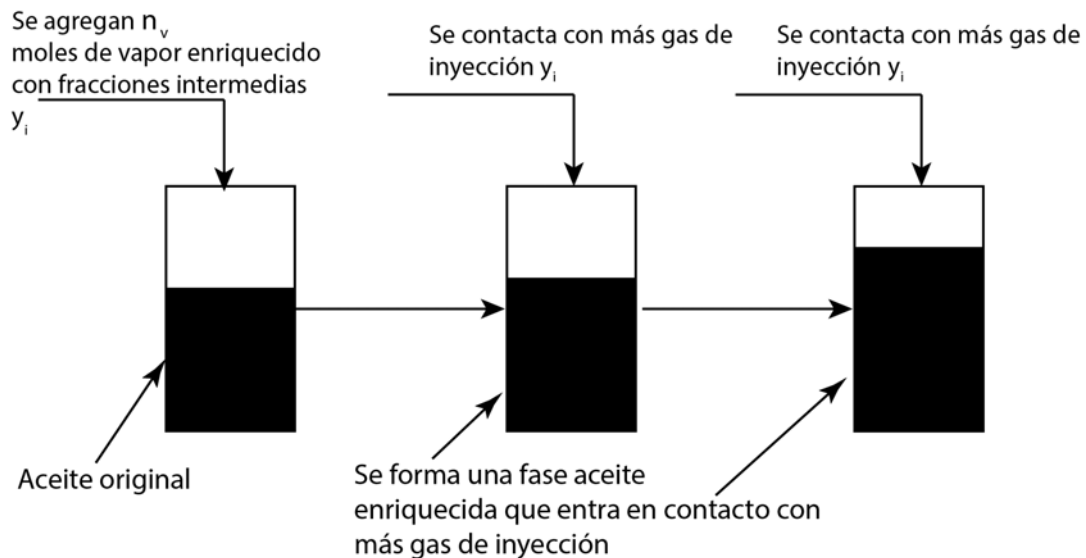 Se agregan n_v
moles de vapor enriquecido
con fracciones intermedias
y_i
Se contacta con más gas de
inyección y_i
Se contacta con más gas de
inyección y_i
Aceite original
Se forma una fase aceite
enriquecida que entra en contacto con
más gas de inyección